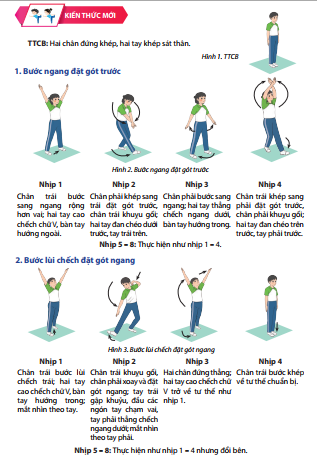 KIẾN THỨC MỚI
TTCB: Hai chân đứng khép, hai tay khép sát thân.
Hình 1. TTCB
1. Bước ngang đặt gót trước
Hình 2. Bước ngang đặt gót trước
Nhịp 1
Chân trái bước
sang ngang rộng
hơn vai; hai tay cao
chếch chữ V, bàn tay
hướng ngoài.
Nhịp 2
Chân phải khép sang
trái đặt gót trước,
chân trái khuỵu gối;
hai tay đan chéo dưới
trước, tay trái trên.
Nhịp 3
Chân phải bước sang
ngang; hai tay thẳng
chếch ngang dưới,
bàn tay hướng trong.
Nhịp 4
Chân trái khép sang
phải đặt gót trước,
chân phải khuỵu gối;
hai tay đan chéo trên
trước, tay phải trước.
Nhịp 5 – 8: Thực hiện như nhịp 1 – 4.
2. Bước lùi chếch đặt gót ngang
Hình 3. Bước lùi chếch đặt gót ngang
Nhịp 1
Chân trái bước lùi
chếch trái; hai tay
cao chếch chữ V, bàn
tay hướng trong;
mắt nhìn theo tay.
Nhịp 2
Chân trái khuỵu gối,
chân phải xoay và đặt
gót ngang; tay trái
gập khuỷu, đầu các
ngón tay chạm vai,
tay phải thẳng chếch
ngang dưới; mắt nhìn
theo tay phải.
Nhịp 3
Hai chân đứng thẳng;
hai tay cao chếch chữ
V trở về tư thế như
nhịp 1.
Nhịp 4
Chân trái bước khép
về tư thế chuẩn bị.
Nhịp 5 – 8: Thực hiện như nhịp 1 – 4 nhưng đổi bên.